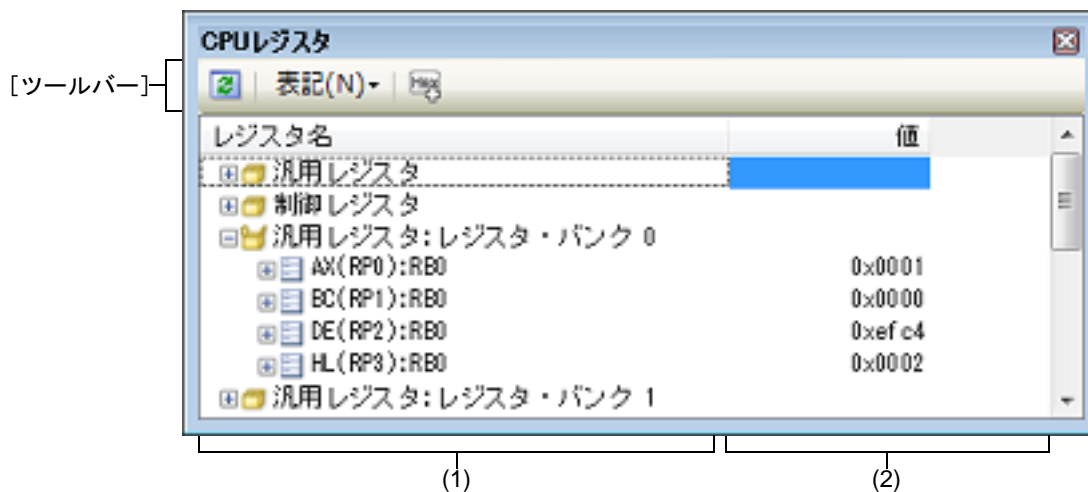 CPUレジスタ
[ツールバー]
表記(N)
Hex
レジスタ名 値
汎用レジスタ
制御レジスタ
汎用レジスタ:レジスタ・バンク 0
AX(RP0):RB0 0x0001
BC(RP1):RB0 0x0000
DE(RP2):RB0 0xefc4
HL(RP3):RB0 0x0002
汎用レジスタ:レジスタ・バンク 1
(1) (2)